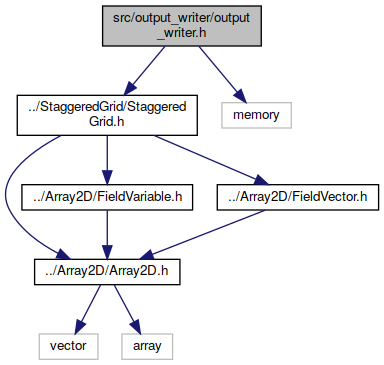 src/output_writer/output
_writer.h
../StaggeredGrid/Staggered
Grid.h
memory
../Array2D/FieldVariable.h
../Array2D/FieldVector.h
../Array2D/Array2D.h
vector
array